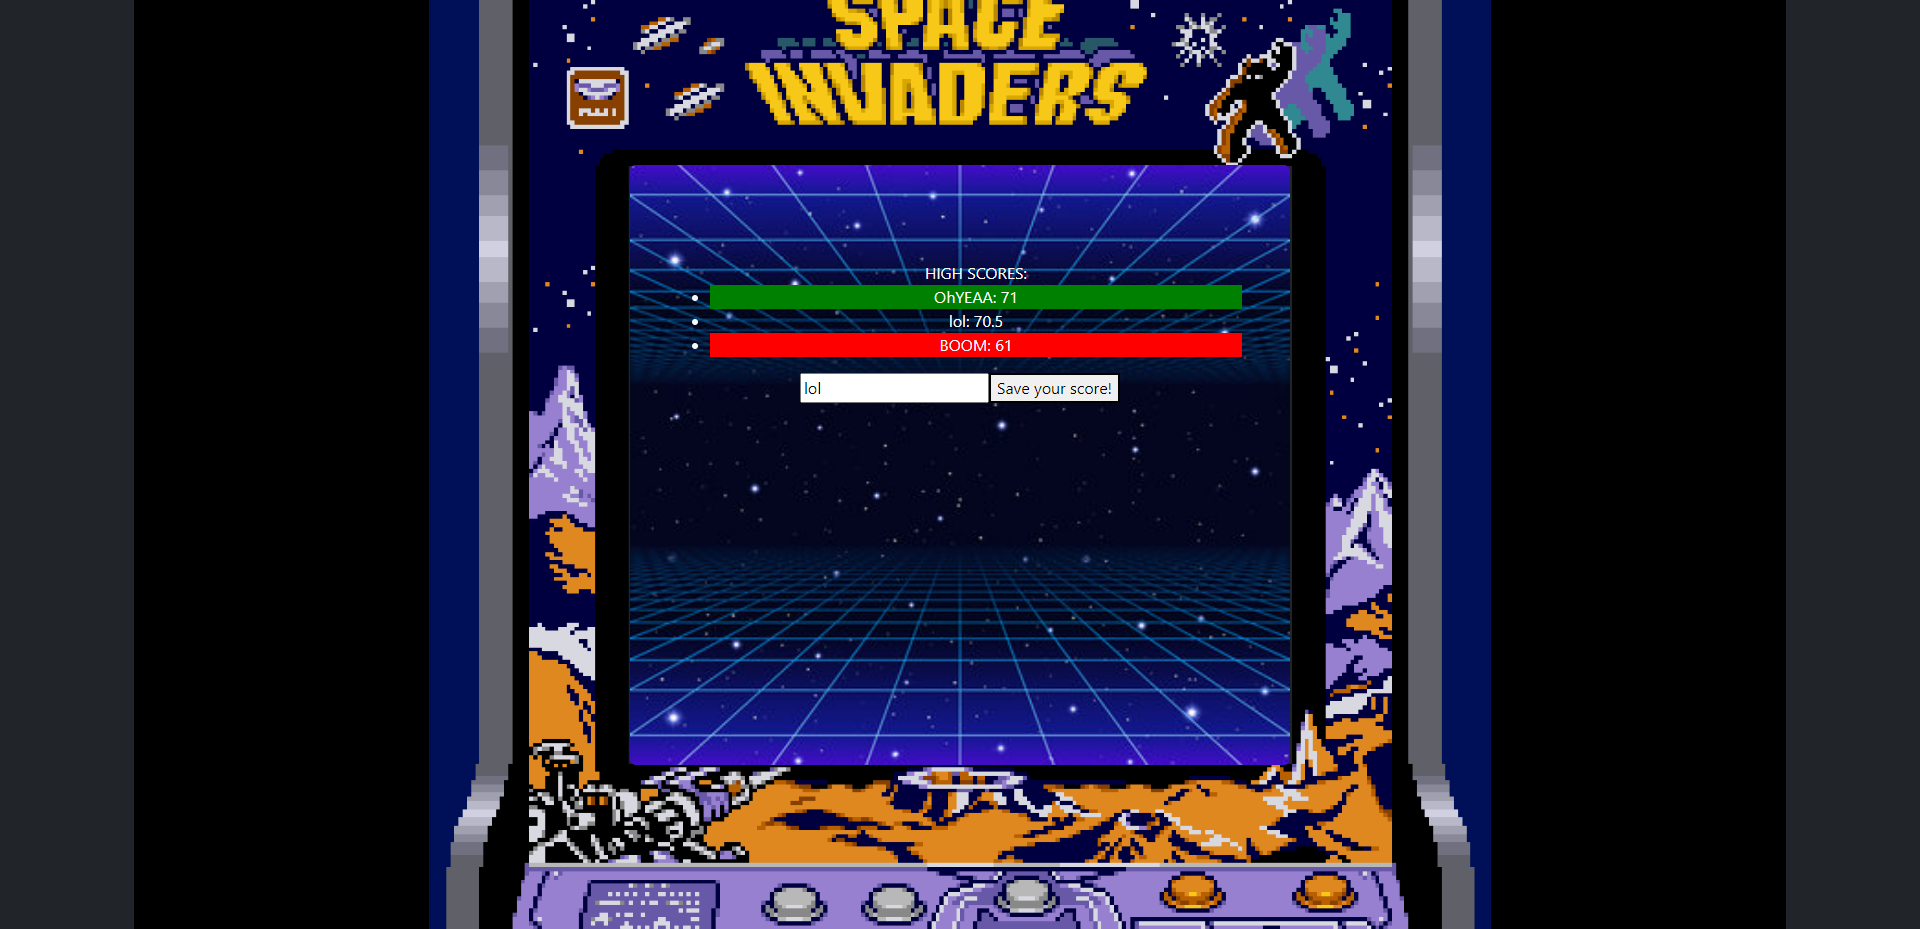 SPACE
INVADERS
HIGH SCORES:
OhYEAA: 71
lol: 70.5
BOOM: 61
lol
Save your score!